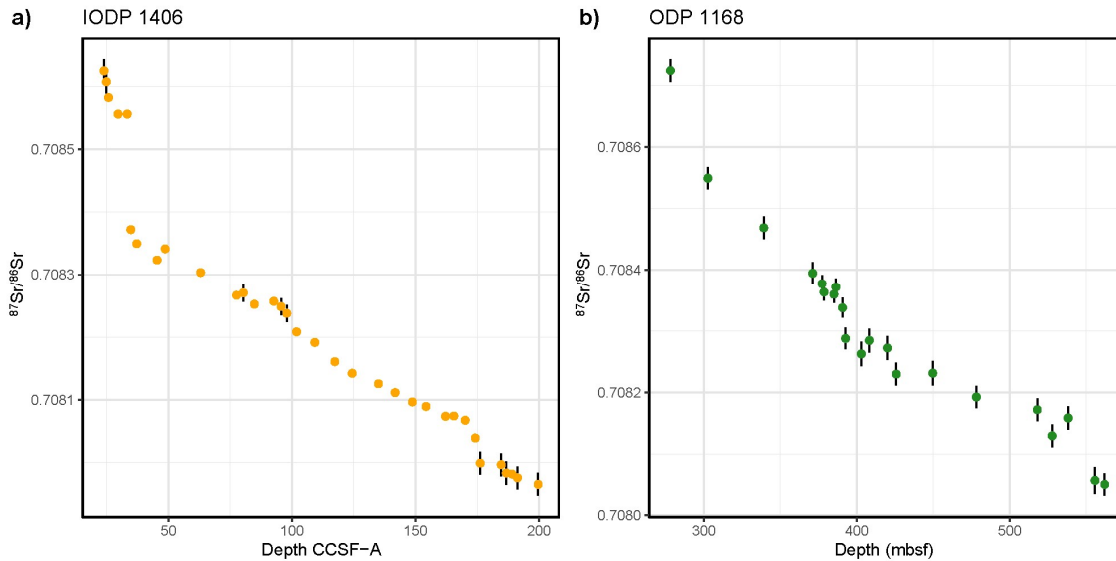 a)
IODP 1406
0.7085
0.7083
0.7081
⁸⁷Sr/⁸⁶Sr
50
100
150
200
Depth CCSF−A
b)
ODP 1168
0.7086
0.7084
0.7082
0.7080
⁸⁷Sr/⁸⁶Sr
300
400
500
Depth (mbsf)